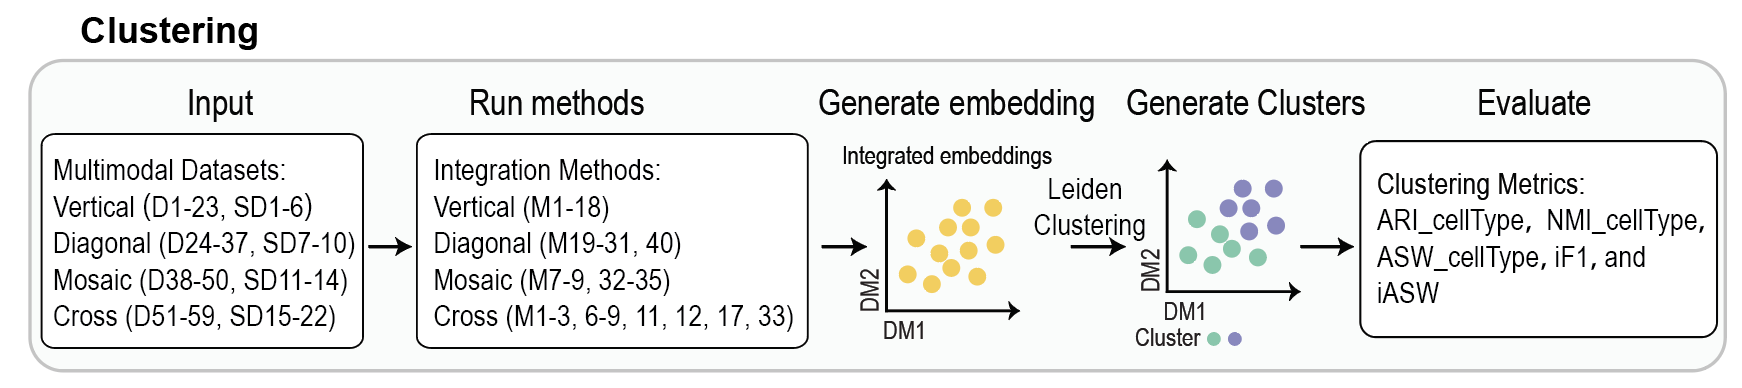 Clustering
Input
Multimodal Datasets:
Vertical (D1-23, SD1-6)
Diagonal (D24-37, SD7-10)
Mosaic (D38-50, SD11-14)
Cross (D51-59, SD15-22)
Run methods
Integration Methods:
Vertical (M1-18)
Diagonal (M19-31, 40)
Mosaic (M7-9, 32-35)
Cross (M1-3, 6-9, 11, 12, 17, 33)
Generate embedding
Integrated embeddings
DM2
DM1
Leiden
Clustering
Generate Clusters
DM2
DM1
Cluster
Evaluate
Clustering Metrics:
ARI_cellType, NMI_cellType,
ASW_cellType, iF1, and
iASW